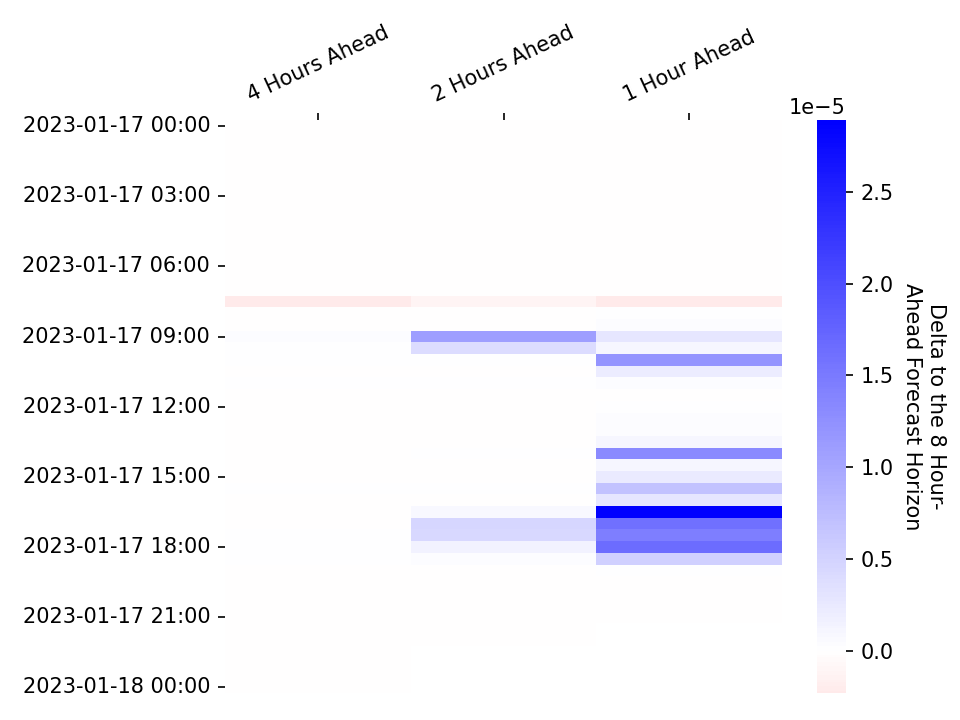 4 Hours Ahead
2 Hours Ahead
1 Hour Ahead
1e−5
2023-01-17 00:00
2023-01-17 03:00
2023-01-17 06:00
2023-01-17 09:00
2023-01-17 12:00
2023-01-17 15:00
2023-01-17 18:00
2023-01-17 21:00
2023-01-18 00:00
2.5
2.0
1.5
1.0
0.5
0.0
Delta to the 8 Hour-
Ahead Forecast Horizon